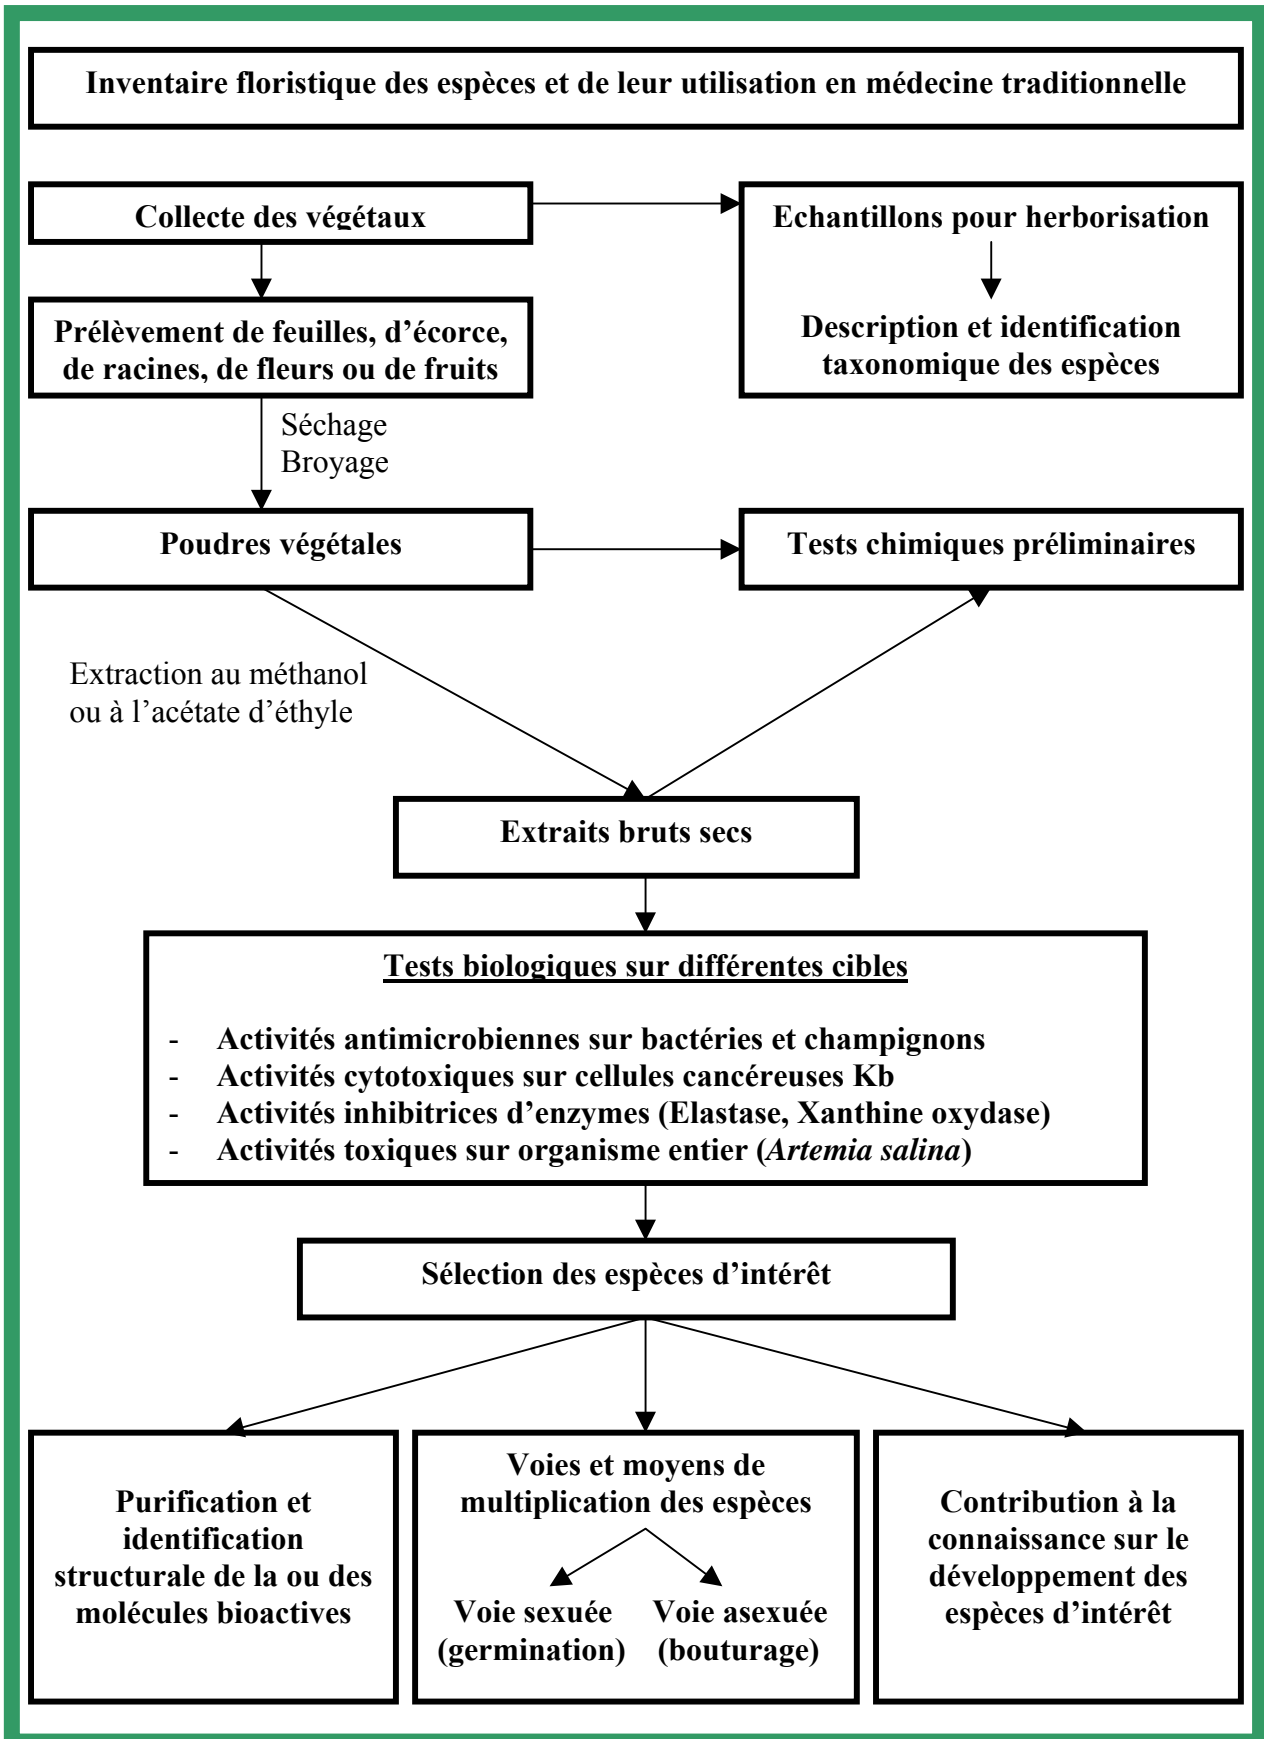 Inventaire floristique des espèces et de leur utilisation en médecine traditionnelle
Collecte des végétaux
Echantillons pour herborisation
Description et identification
taxonomique des espèces
Prélèvement de feuilles, d’écorce,
de racines, de fleurs ou de fruits
Séchage
Broyage
Poudres végétales
Tests chimiques préliminaires
Extraction au méthanol
ou à l’acétate d’éthyle
Extraits bruts secs
Tests biologiques sur différentes cibles
- Activités antimicrobiennes sur bactéries et champignons
- Activités cytotoxiques sur cellules cancéreuses Kb
- Activités inhibitrices d’enzymes (Elastase, Xanthine oxydase)
- Activités toxiques sur organisme entier (Artemia salina)
Sélection des espèces d’intérêt
Purification et
identification
structurale de la ou des
molécules bioactives
Voies et moyens de
multiplication des espèces
Voie sexuée
(germination)
Voie asexuée
(bouturage)
Contribution à la
connaissance sur le
développement des
espèces d’intérêt